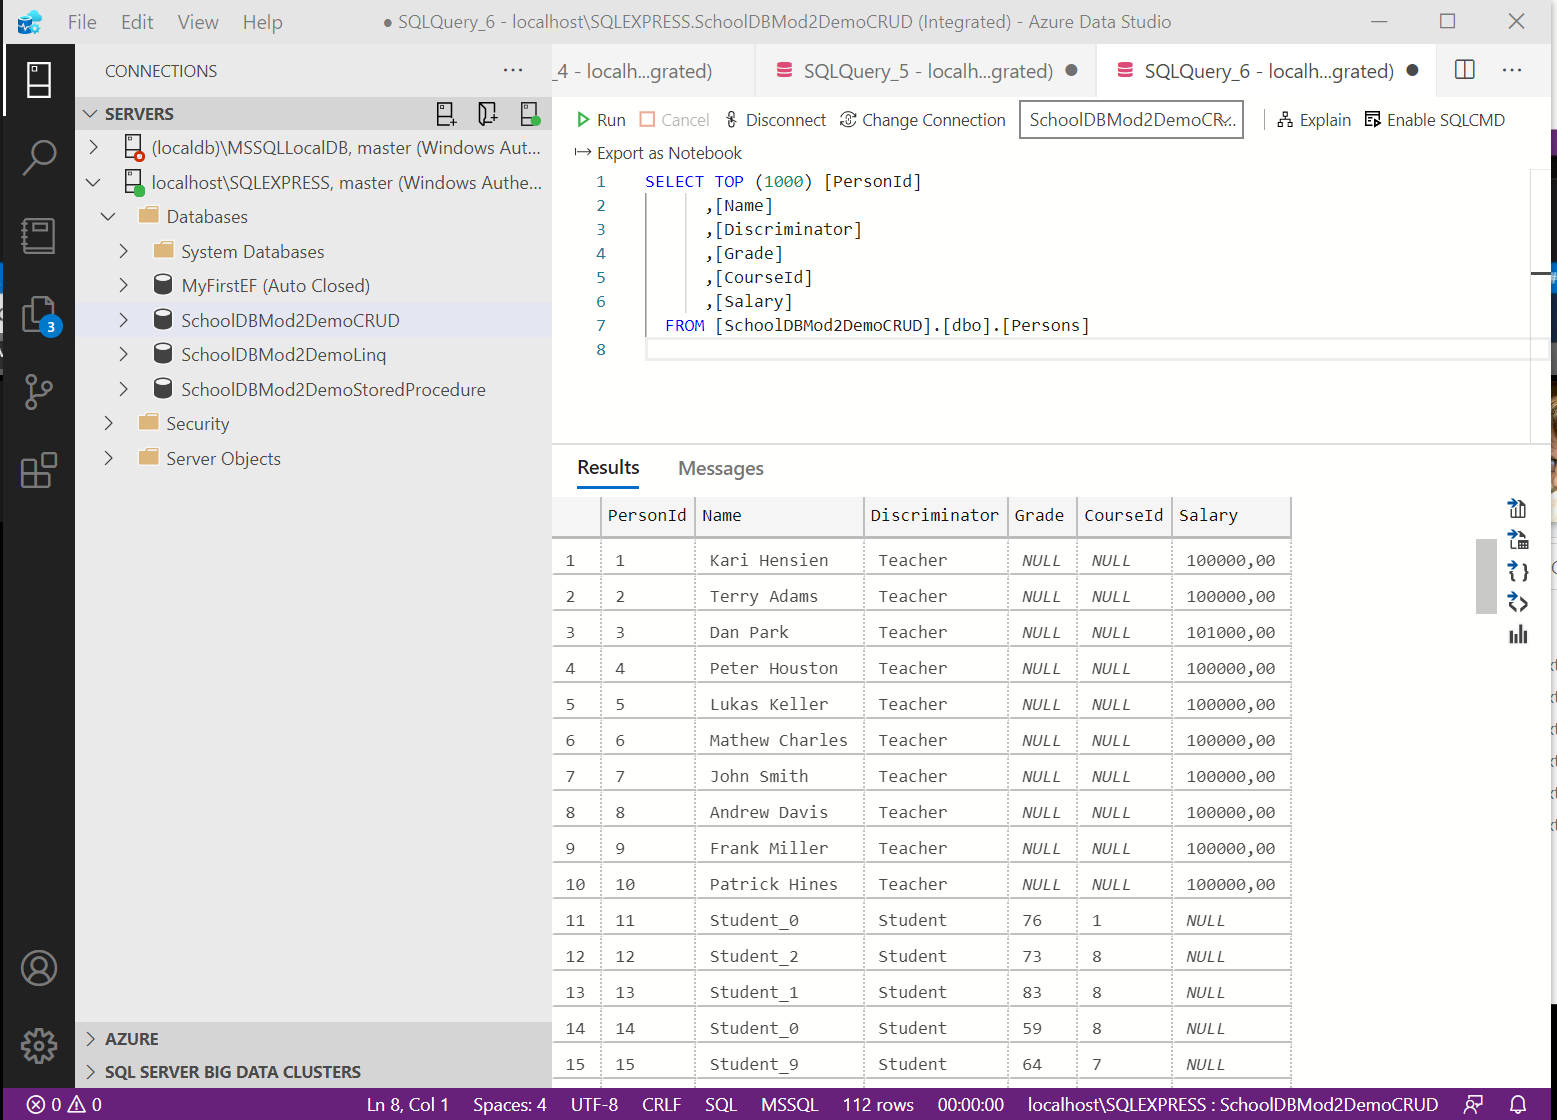 File Edit View Help ● SQLQuery_6 - localhost\SQLEXPRESS.SchoolDBMod2DemoCRUD (Integrated) - Azure Data Studio
CONNECTIONS
_4 - localh...grated) SQLQuery_5 - localh...grated) SQLQuery_6 - localh...grated)
SERVERS
Run Cancel Disconnect Change Connection SchoolDBMod2DemoCR... Explain Enable SQLCMD
Export as Notebook
(localdb)\MSSQLLocalDB, master (Windows Aut...
localhost\SQLEXPRESS, master (Windows Authe...
Databases
System Databases
MyFirstEF (Auto Closed)
SchoolDBMod2DemoCRUD
SchoolDBMod2DemoLinq
SchoolDBMod2DemoStoredProcedure
Security
Server Objects
3
AZURE
SQL SERVER BIG DATA CLUSTERS
1 SELECT TOP (1000) [PersonId]
2 ,[Name]
3 ,[Discriminator]
4 ,[Grade]
5 ,[CourseId]
6 ,[Salary]
7 FROM [SchoolDBMod2DemoCRUD].[dbo].[Persons]
8
Results Messages
PersonId Name Discriminator Grade CourseId Salary
1 1 Kari Hensien Teacher NULL NULL 100000,00
2 2 Terry Adams Teacher NULL NULL 100000,00
3 3 Dan Park Teacher NULL NULL 101000,00
4 4 Peter Houston Teacher NULL NULL 100000,00
5 5 Lukas Keller Teacher NULL NULL 100000,00
6 6 Mathew Charles Teacher NULL NULL 100000,00
7 7 John Smith Teacher NULL NULL 100000,00
8 8 Andrew Davis Teacher NULL NULL 100000,00
9 9 Frank Miller Teacher NULL NULL 100000,00
10 10 Patrick Hines Teacher NULL NULL 100000,00
11 11 Student_0 Student 76 1 NULL
12 12 Student_2 Student 73 8 NULL
13 13 Student_1 Student 83 8 NULL
14 14 Student_0 Student 59 8 NULL
15 15 Student_9 Student 64 7 NULL
0 0 Ln 8, Col 1 Spaces: 4 UTF-8 CRLF SQL MSSQL 112 rows 00:00:00 localhost\SQLEXPRESS : SchoolDBMod2DemoCRUD